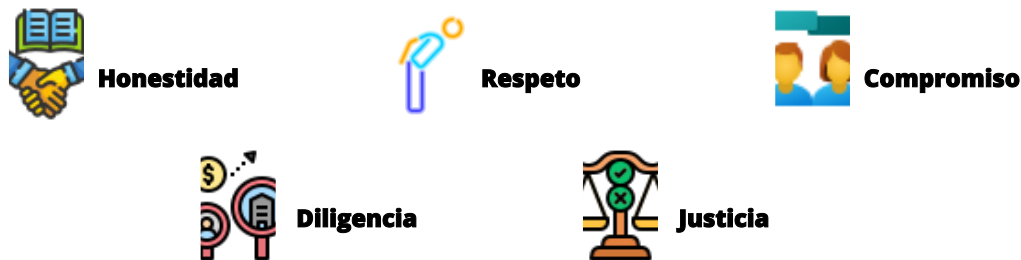 Honestidad
Respeto
Compromiso
$
Diligencia
Justicia